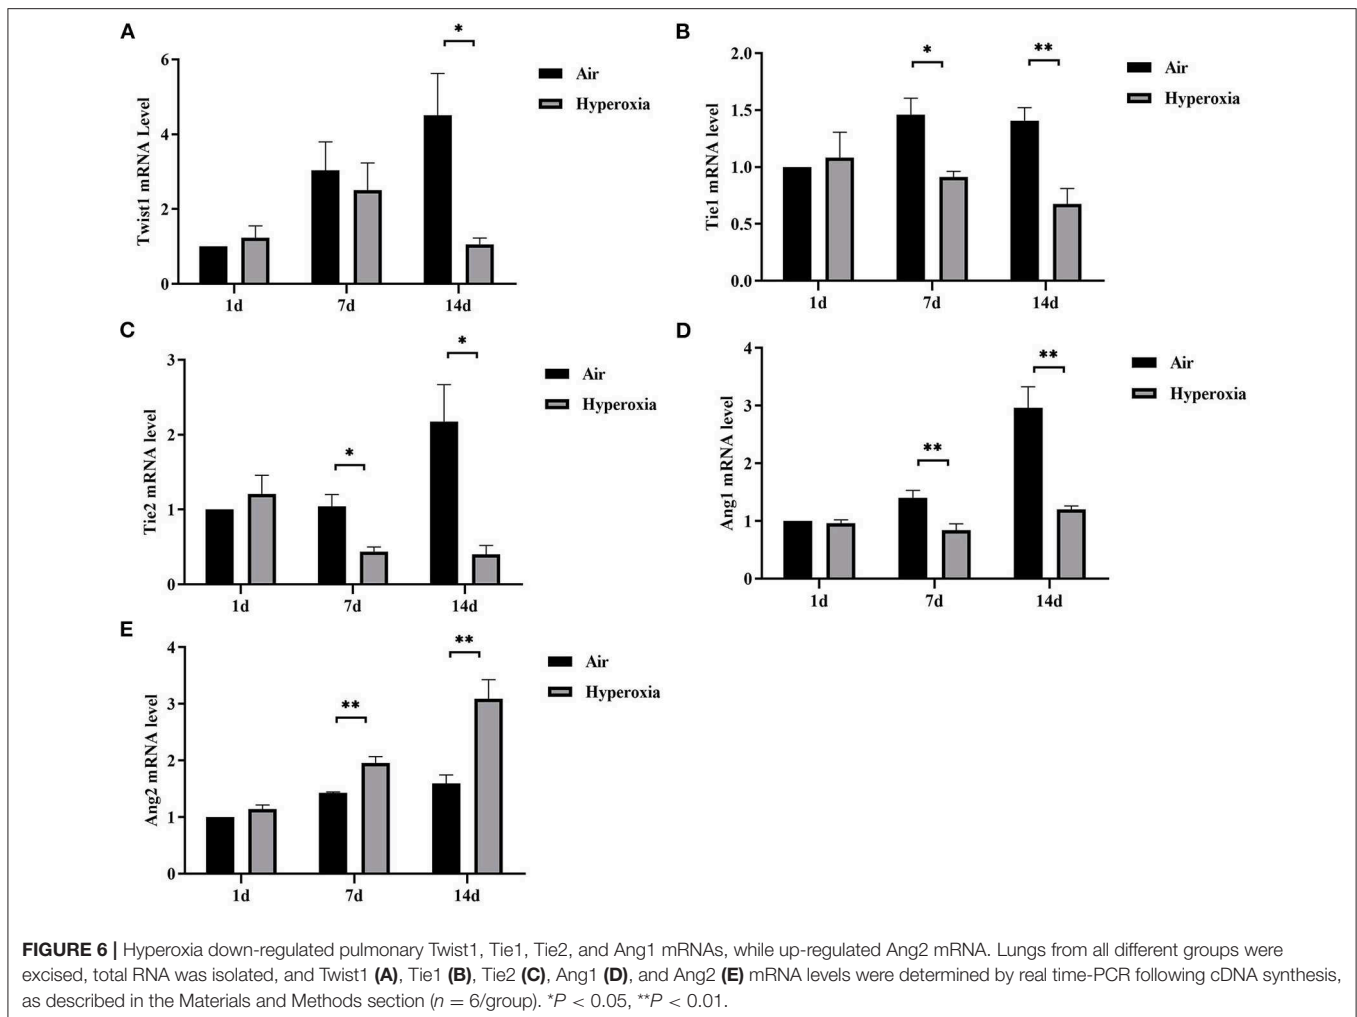 A
*
6
4
2
0
Twist1 mRNA Level
1d 7d 14d
Air
Hyperoxia
B
* **
2.0
1.5
1.0
0.5
0.0
Tie1 mRNA level
1d 7d 14d
Air
Hyperoxia
C
* *
3
2
1
0
Tie2 mRNA level
1d 7d 14d
Air
Hyperoxia
D
** **
4
3
2
1
0
Ang1 mRNA level
1d 7d 14d
Air
Hyperoxia
E
** **
4
3
2
1
0
Ang2 mRNA level
1d 7d 14d
Air
Hyperoxia
FIGURE 6 | Hyperoxia down-regulated pulmonary Twist1, Tie1, Tie2, and Ang1 mRNAs, while up-regulated Ang2 mRNA. Lungs from all different groups were
excised, total RNA was isolated, and Twist1 (A), Tie1 (B), Tie2 (C), Ang1 (D), and Ang2 (E) mRNA levels were determined by real time-PCR following cDNA synthesis,
as described in the Materials and Methods section (n = 6/group). *P < 0.05, **P < 0.01.